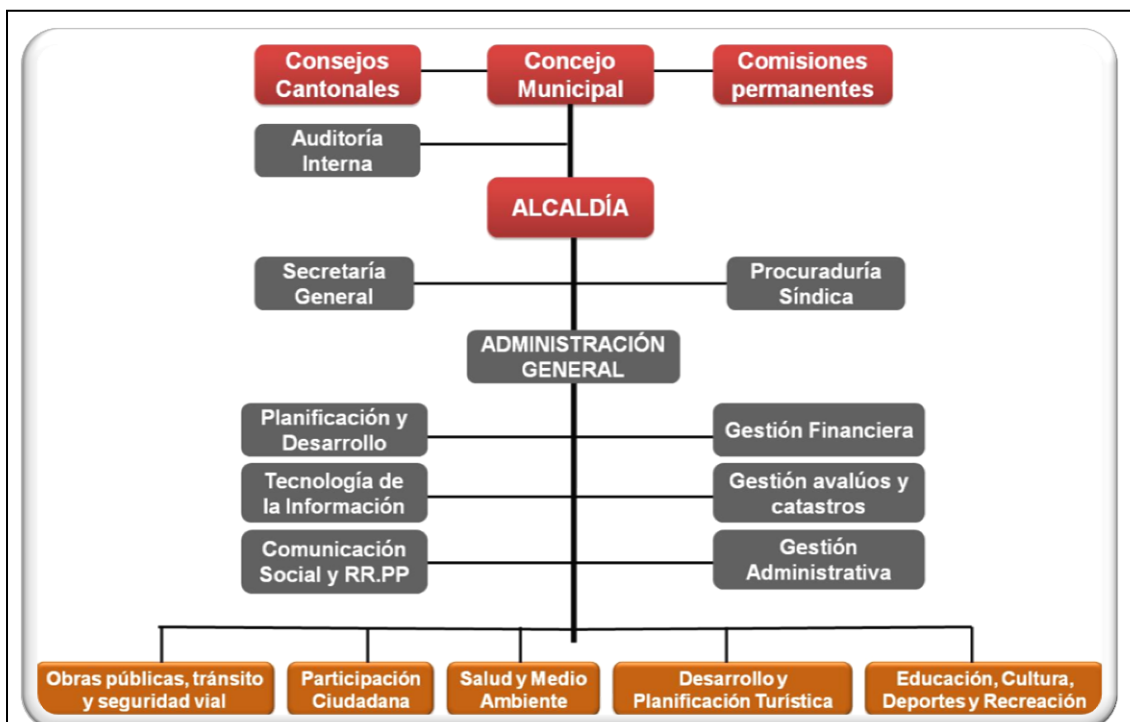 Consejos
Cantonales
Concejo
Municipal
Comisiones
permanentes
Auditoría
Interna
ALCALDÍA
Secretaría
General
Procuraduría
Síndica
ADMINISTRACIÓN
GENERAL
Planificación y
Desarrollo
Gestión Financiera
Tecnología de
la Información
Gestión avalúos y
catastros
Comunicación
Social y RR.PP
Gestión
Administrativa
Obras públicas, tránsito
y seguridad vial
Participación
Ciudadana
Salud y Medio
Ambiente
Desarrollo y
Planificación Turística
Educación, Cultura,
Deportes y Recreación